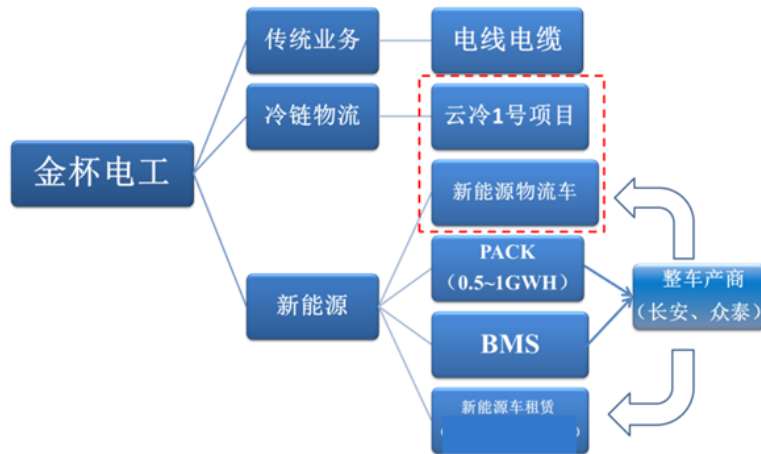 传统业务
电线电缆
冷链物流
云冷1号项目
金杯电工
新能源物流车
PACK
（0.5~1GWH）
整车产商
（长安、众泰）
新能源
BMS
新能源车租赁
（ ）